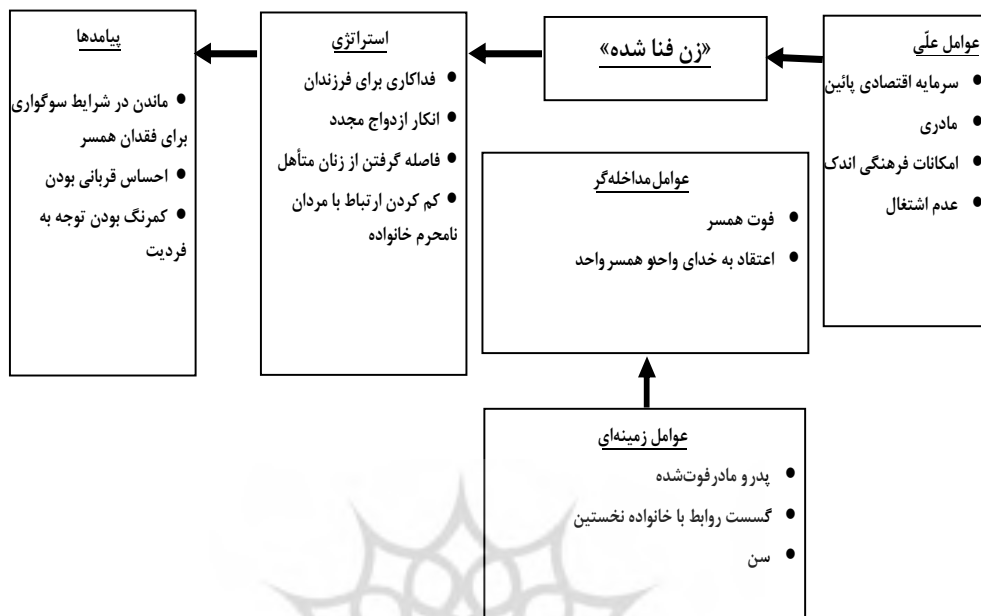 عوامل علّي
● سرمایه اقتصادی پائین
● مادری
● امکانات فرهنگی اندک
● عدم اشتغال
«زن فنا شده»
استراتژی
● فداکاری برای فرزندان
● انکار ازدواج مجدد
● فاصله گرفتن از زنان متأهل
● کم کردن ارتباط با مردان
نامحرم خانواده
پیامدها
● ماندن در شرایط سوگواری
برای فقدان همسر
● احساس قربانی بودن
● کمرنگ بودن توجه به
فردیت
عوامل مداخله‌گر
● فوت همسر
● اعتقاد به خدای واحدو همسر واحد
عوامل زمینه‌ای
● پدر و مادر فوت‌شده
● گسست روابط با خانواده نخستین
● سن